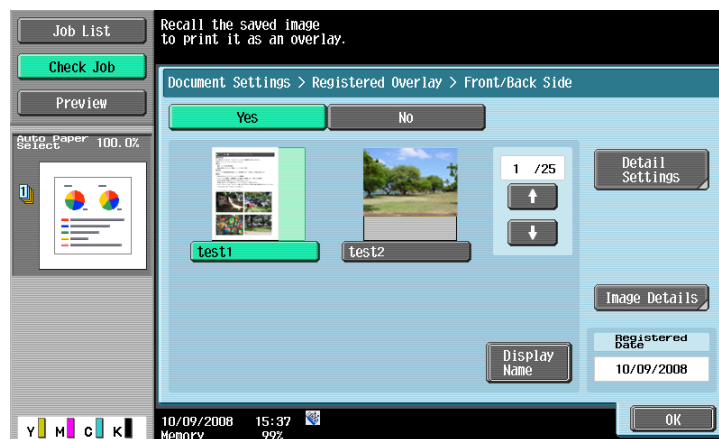 Job List
Check Job
Preview
Auto Paper
Select
100.0%
1
Y M C K
Recall the saved image
to print it as an overlay.
Document Settings > Registered Overlay > Front/Back Side
Yes
No
test1
test2
1 /25
Detail
Settings
Image Details
Display
Name
Registered
Date
10/09/2008
10/09/2008 15:37
Memory 99%
OK